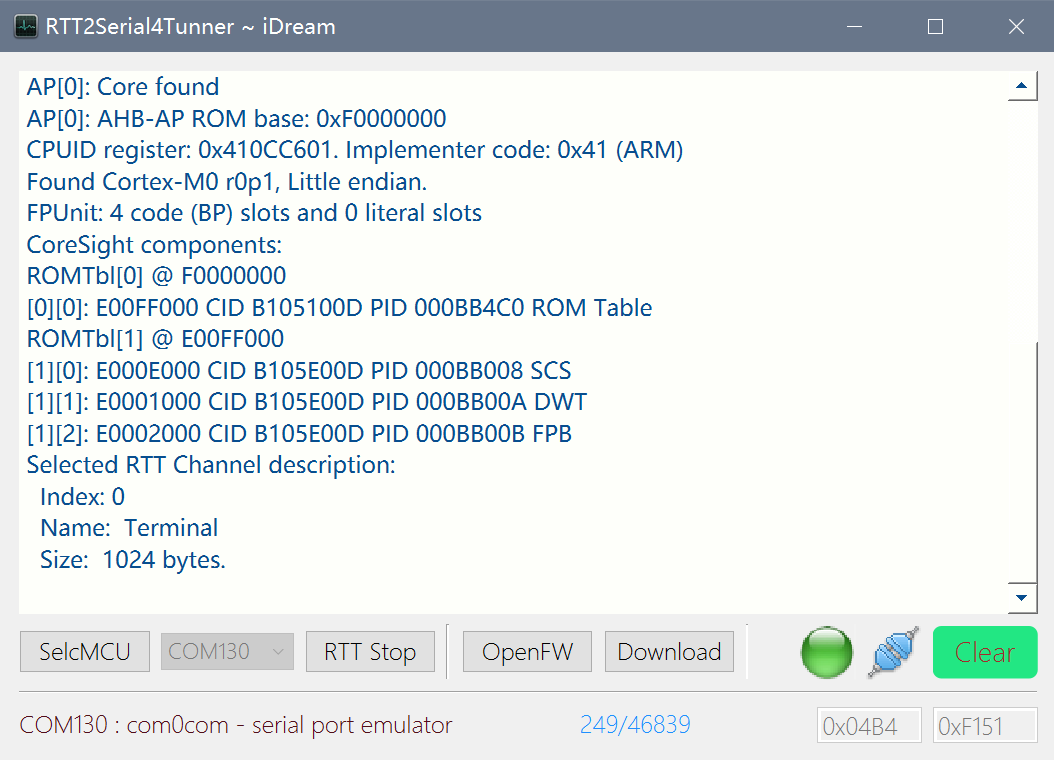 RTT2Serial4Tunner ~ iDream
AP[0]: Core found
AP[0]: AHB-AP ROM base: 0xF0000000
CPUID register: 0x410CC601. Implementer code: 0x41 (ARM)
Found Cortex-M0 r0p1, Little endian.
FPUnit: 4 code (BP) slots and 0 literal slots
CoreSight components:
ROMTbl[0] @ F0000000
[0][0]: E00FF000 CID B105100D PID 000BB4C0 ROM Table
ROMTbl[1] @ E00FF000
[1][0]: E000E000 CID B105E00D PID 000BB008 SCS
[1][1]: E0001000 CID B105E00D PID 000BB00A DWT
[1][2]: E0002000 CID B105E00D PID 000BB00B FPB
Selected RTT Channel description:
Index: 0
Name:  Terminal
Size:  1024 bytes.
SelcMCU COM130 RTT Stop OpenFW Download Clear
COM130 : com0com - serial port emulator 249/46839 0x04B4 0xF151